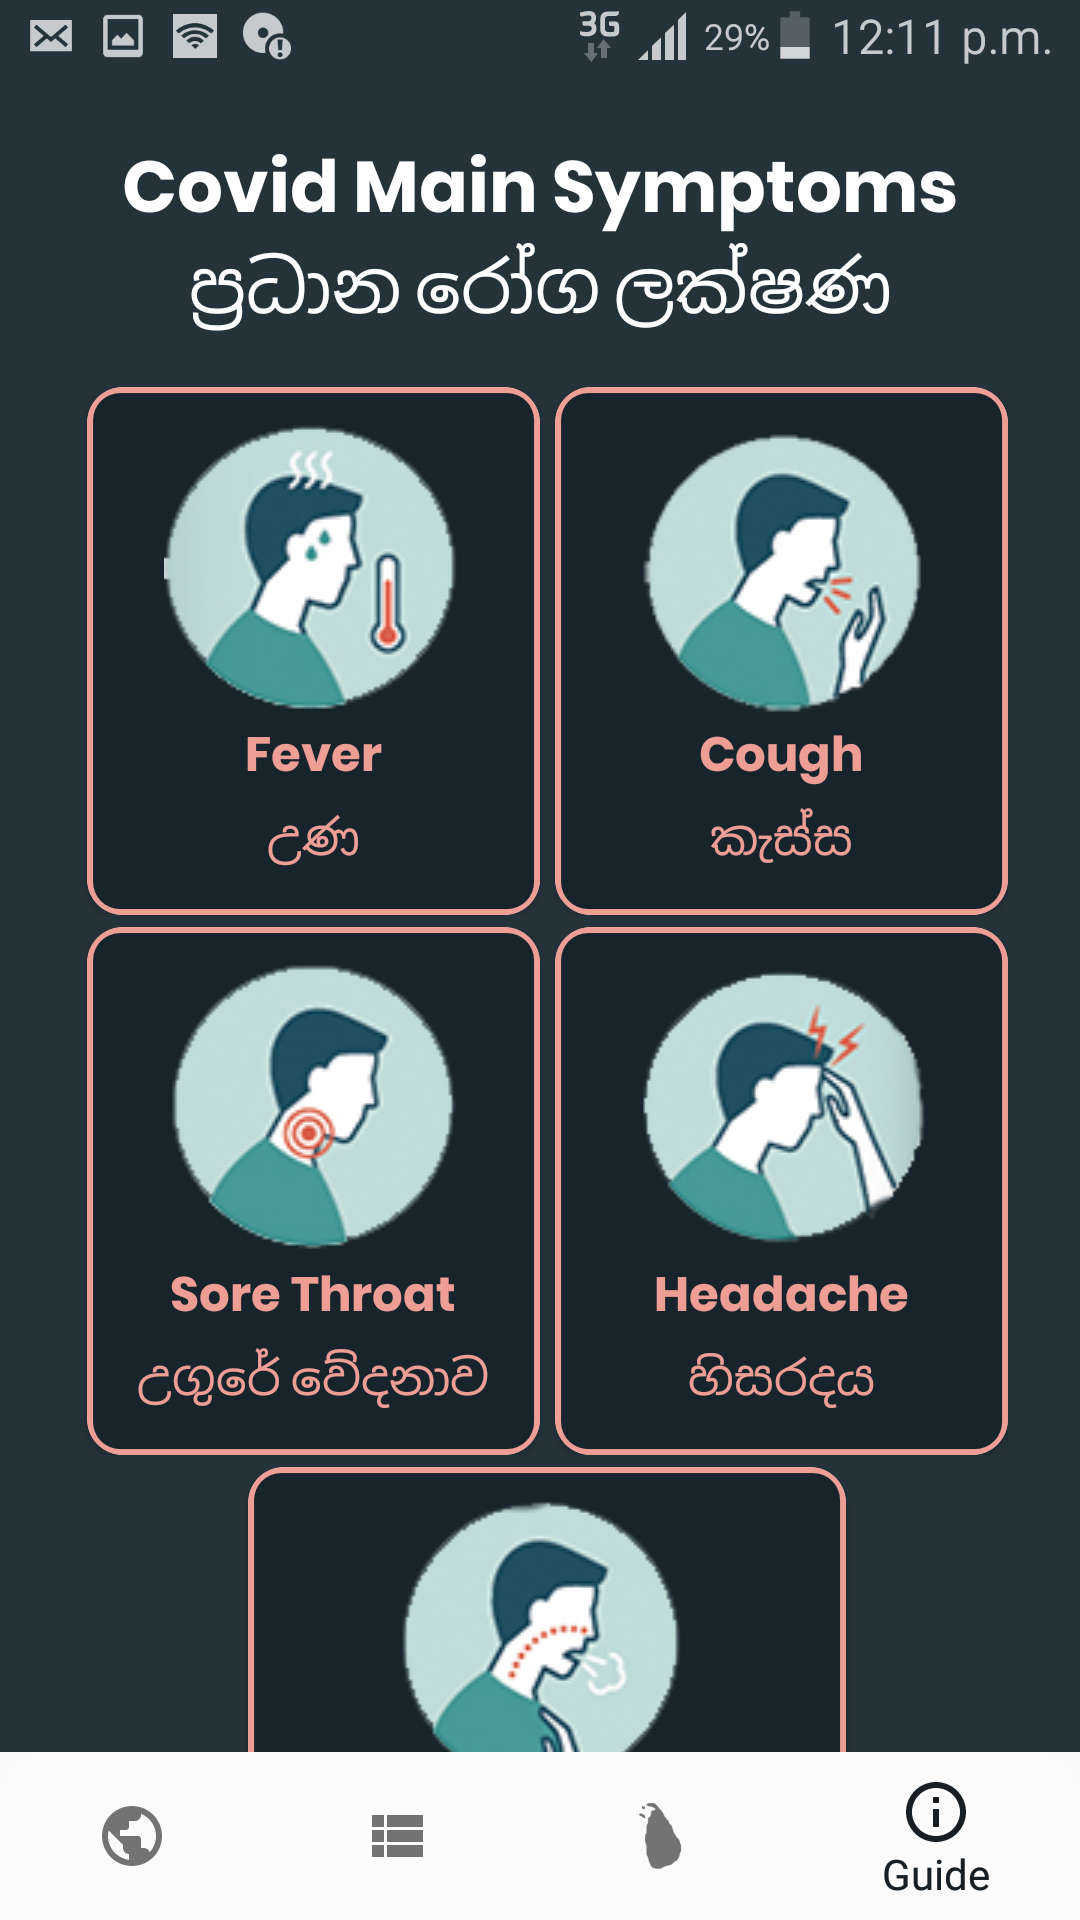 3G 29% 12:11 p.m.
Covid Main Symptoms
ප්‍රධාන රෝග ලක්ෂණ
Fever
උණ
Cough
කැස්ස
Sore Throat
උගුරේ වේදනාව
Headache
හිසරදය
Guide